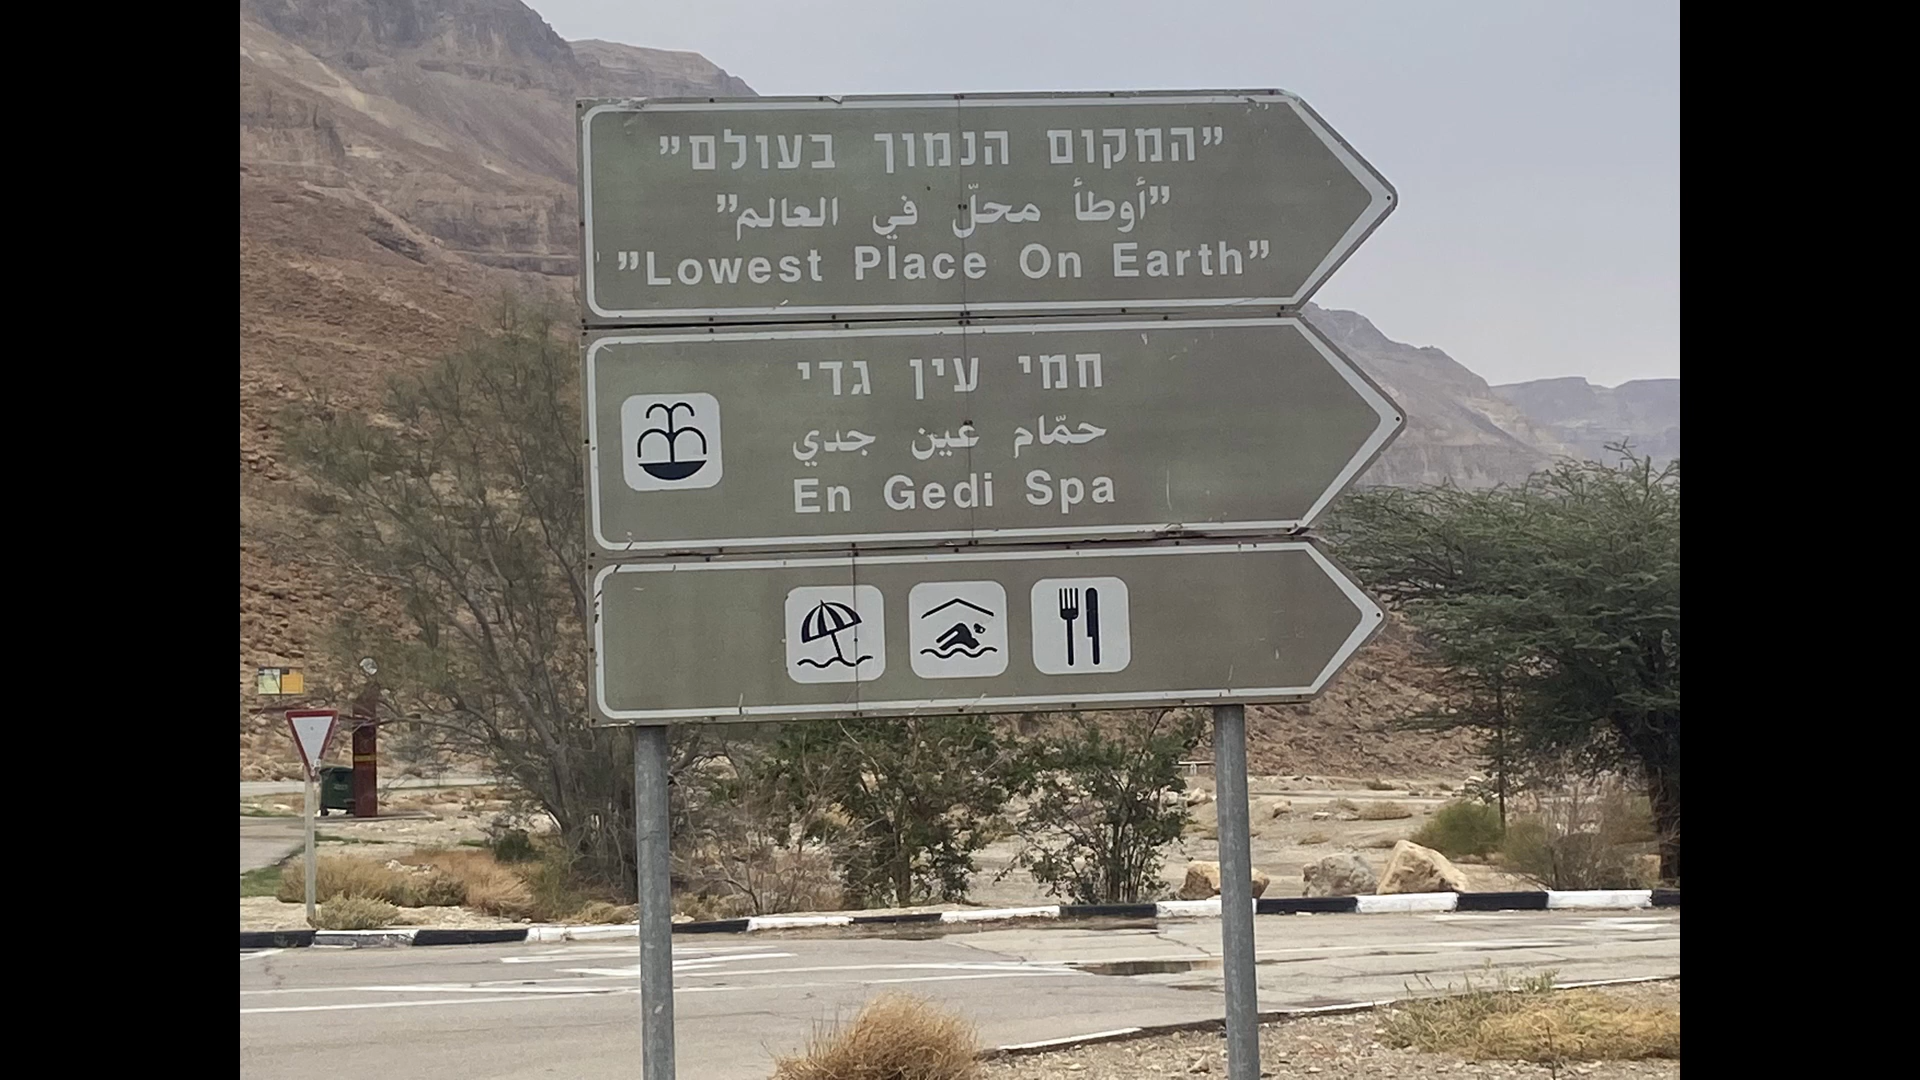 "המקום הנמוך בעולם"
"أوطأ محلّ في العالم"
"Lowest Place On Earth"
חמי עין גדי
حمّام عين جدي
En Gedi Spa